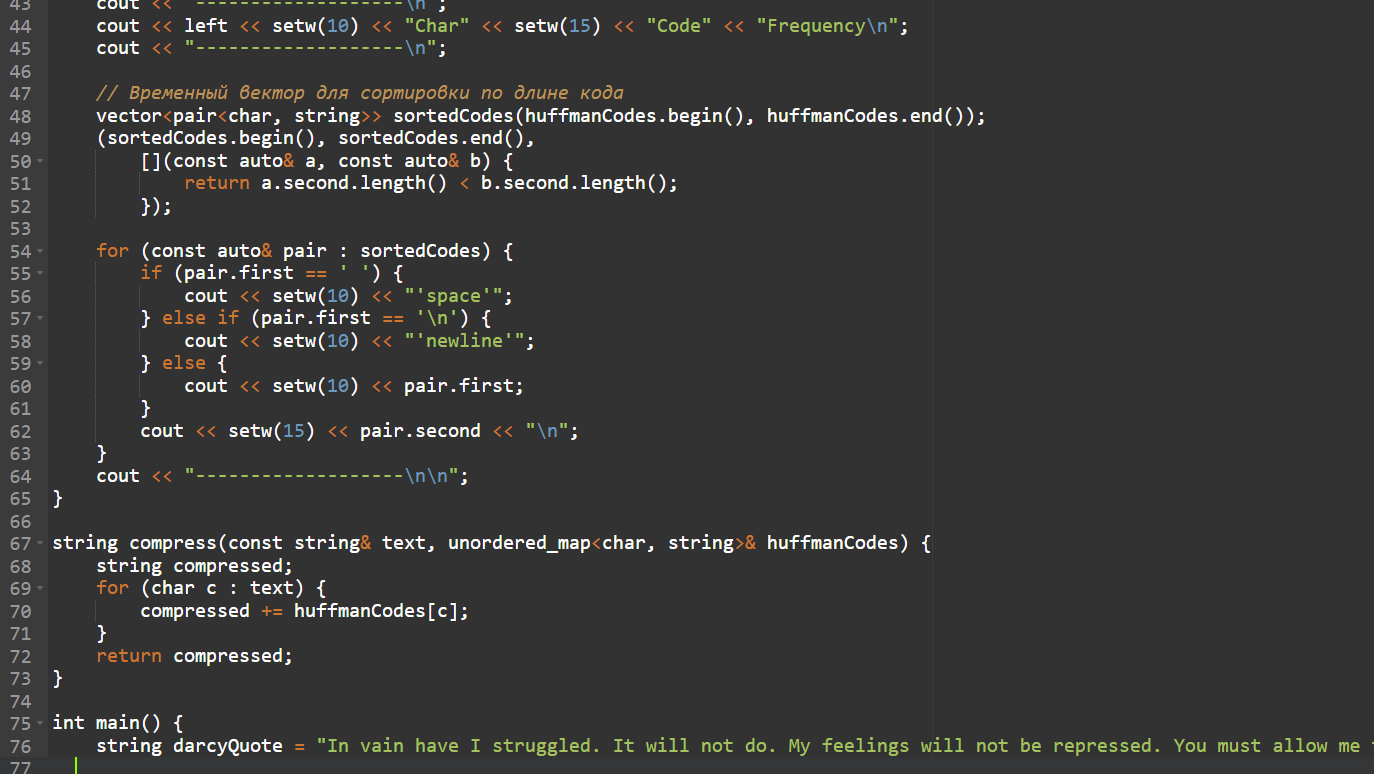 43 cout << "-------------------\n";
44 cout << left << setw(10) << "Char" << setw(15) << "Code" << "Frequency\n";
45 cout << "-------------------\n";
46
47 // Временный вектор для сортировки по длине кода
48 vector<pair<char, string>> sortedCodes(huffmanCodes.begin(), huffmanCodes.end());
49 (sortedCodes.begin(), sortedCodes.end(),
50 [](const auto& a, const auto& b) {
51 return a.second.length() < b.second.length();
52 });
53
54 for (const auto& pair : sortedCodes) {
55 if (pair.first == ' ') {
56 cout << setw(10) << "'space'";
57 } else if (pair.first == '\n') {
58 cout << setw(10) << "'newline'";
59 } else {
60 cout << setw(10) << pair.first;
61 }
62 cout << setw(15) << pair.second << "\n";
63 }
64 cout << "-------------------\n\n";
65 }
66
67 string compress(const string& text, unordered_map<char, string>& huffmanCodes) {
68 string compressed;
69 for (char c : text) {
70 compressed += huffmanCodes[c];
71 }
72 return compressed;
73 }
74
75 int main() {
76 string darcyQuote = "In vain have I struggled. It will not do. My feelings will not be repressed. You must allow me
77